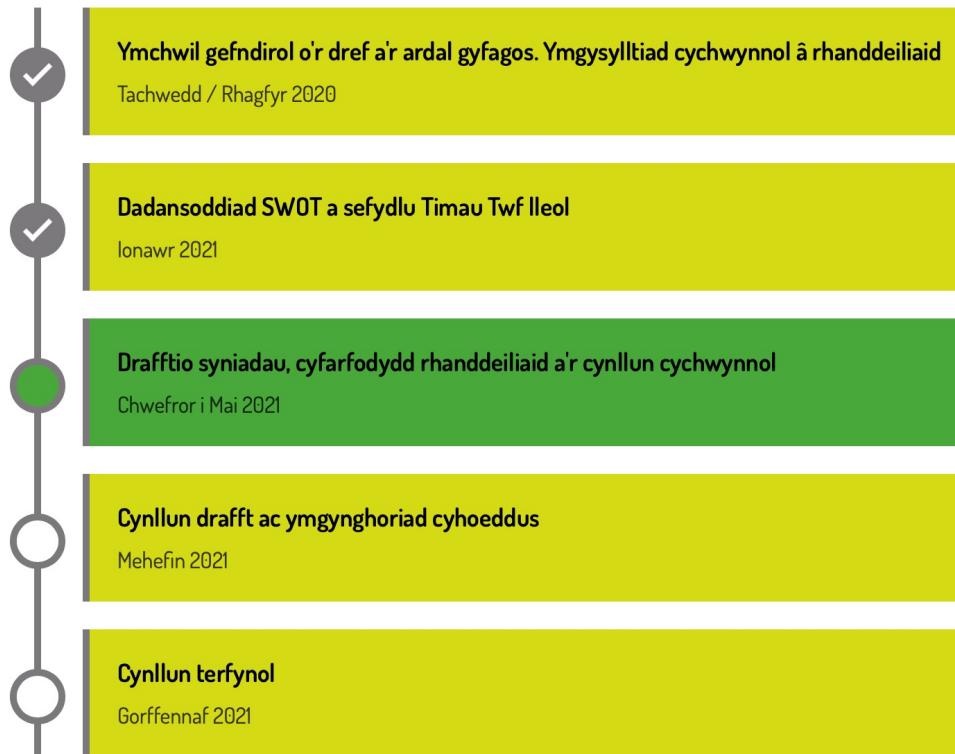 Ymchwil gefndirol o'r dref a'r ardal gyfagos. Ymgysylltiad cychwynnol â rhanddeiliaid
Tachwedd / Rhagfyr 2020
Dadansoddiad SWOT a sefydlu Timau Twf lleol
Ionawr 2021
Drafftio syniadau, cyfarfodydd rhanddeiliaid a'r cynllun cychwynnol
Chwefror i Mai 2021
Cynllun drafft ac ymgynghoriad cyhoeddus
Mehefin 2021
Cynllun terfynol
Gorffennaf 2021